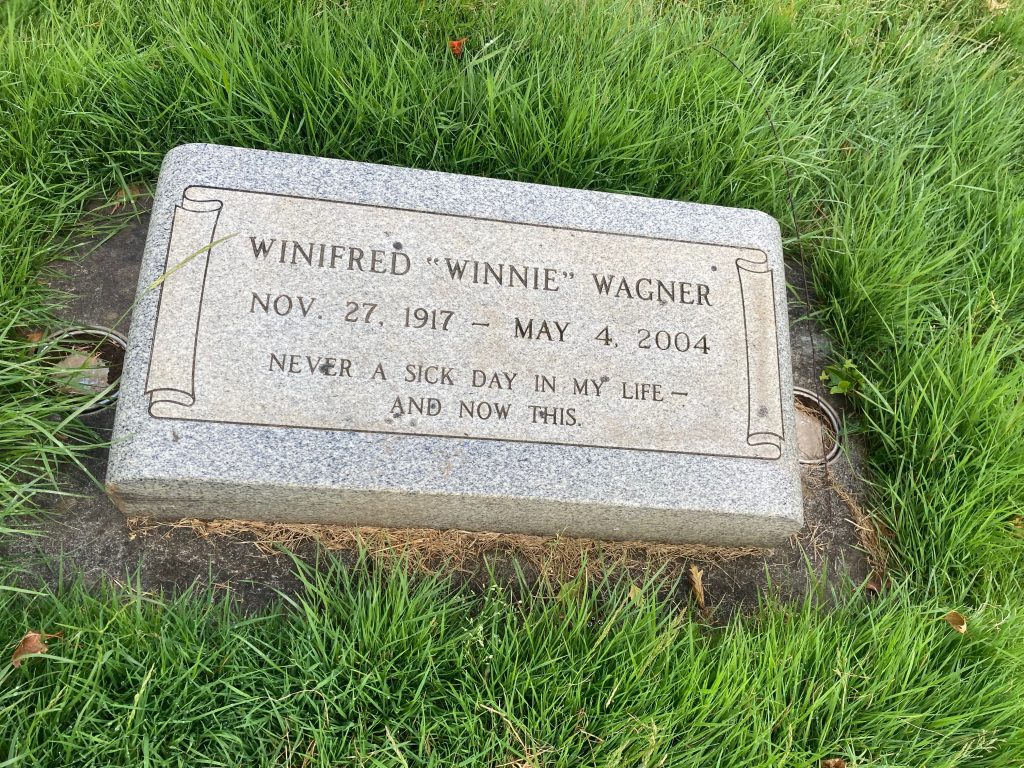 WINIFRED "WINNIE" WAGNER
NOV. 27, 1917 – MAY 4, 2004
NEVER A SICK DAY IN MY LIFE –
AND NOW THIS.